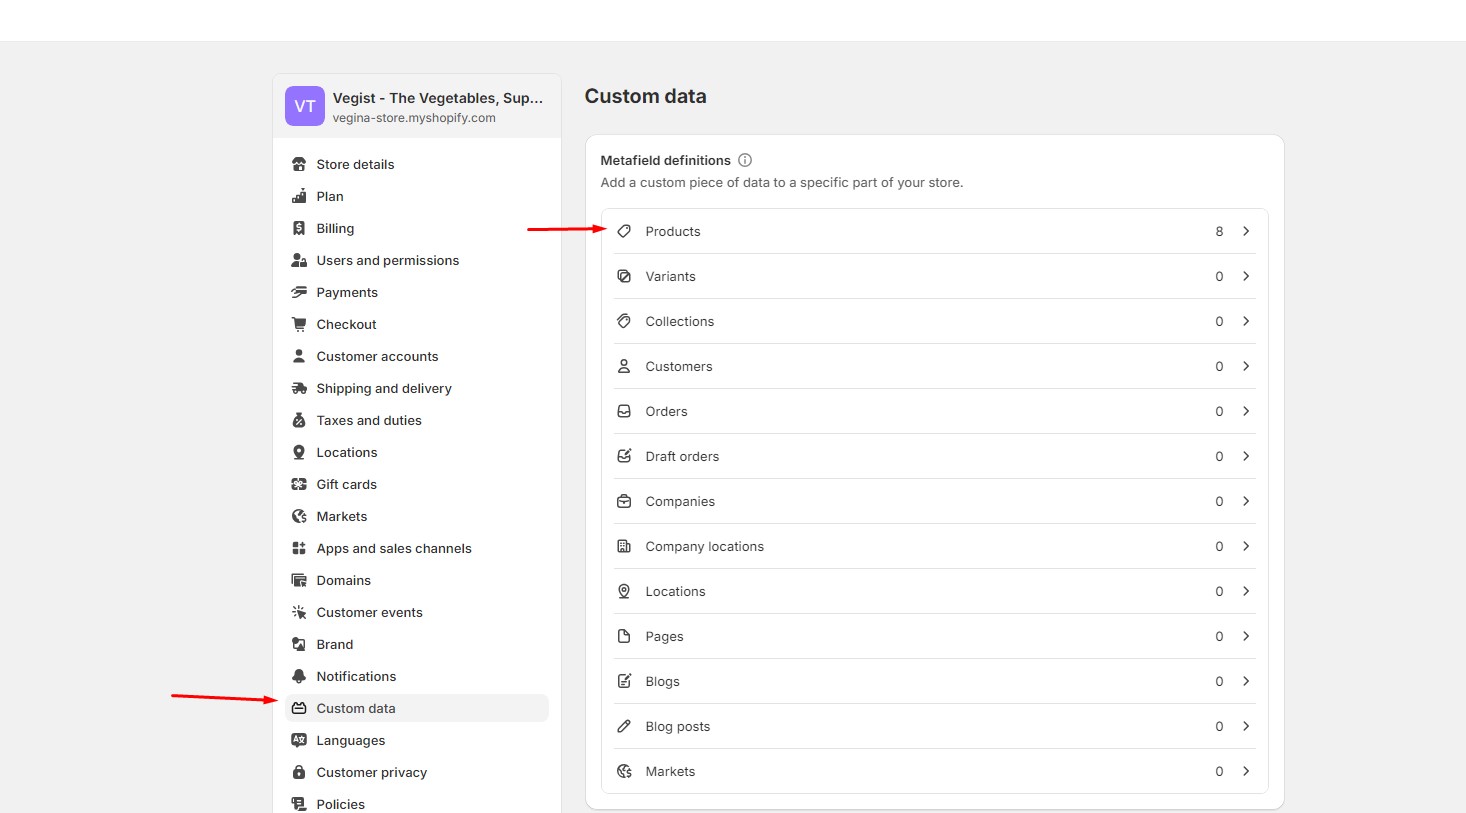 VT
Vegist - The Vegetables, Sup...
vegina-store.myshopify.com
Store details
Plan
Billing
Users and permissions
Payments
Checkout
Customer accounts
Shipping and delivery
Taxes and duties
Locations
Gift cards
Markets
Apps and sales channels
Domains
Customer events
Brand
Notifications
Custom data
Languages
Customer privacy
Policies
Custom data
Metafield definitions
Add a custom piece of data to a specific part of your store.
Products 8
Variants 0
Collections 0
Customers 0
Orders 0
Draft orders 0
Companies 0
Company locations 0
Locations 0
Pages 0
Blogs 0
Blog posts 0
Markets 0